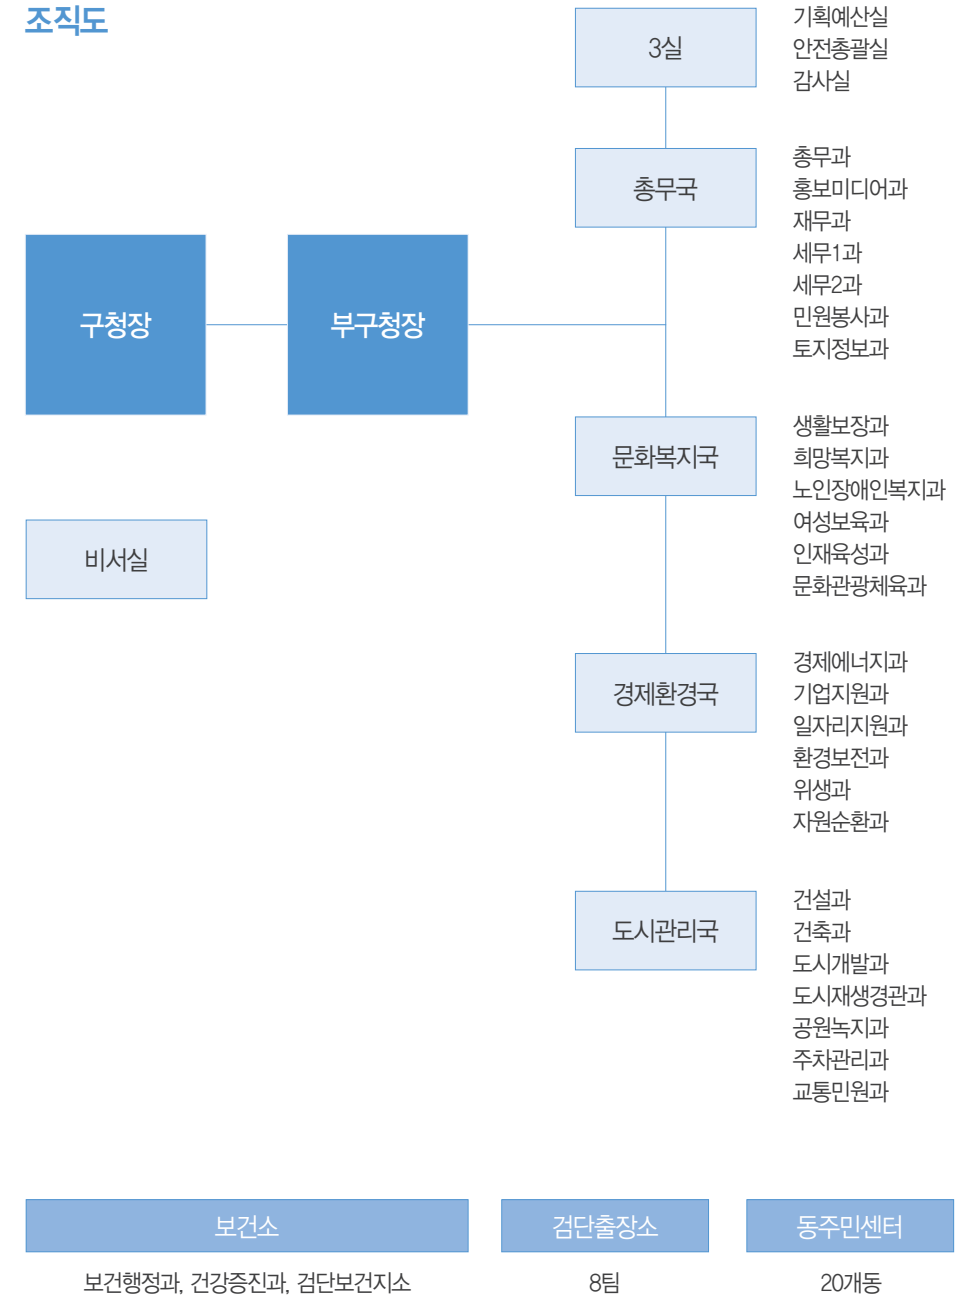 조직도
3실
기획예산실
안전총괄실
감사실
총무국
총무과
홍보미디어과
재무과
세무1과
세무2과
민원봉사과
토지정보과
구청장
부구청장
문화복지국
생활보장과
희망복지과
노인장애인복지과
여성보육과
인재육성과
문화관광체육과
비서실
경제환경국
경제에너지과
기업지원과
일자리지원과
환경보전과
위생과
자원순환과
도시관리국
건설과
건축과
도시개발과
도시재생경관과
공원녹지과
주차관리과
교통민원과
보건소
보건행정과, 건강증진과, 검단보건지소
검단출장소
8팀
동주민센터
20개동